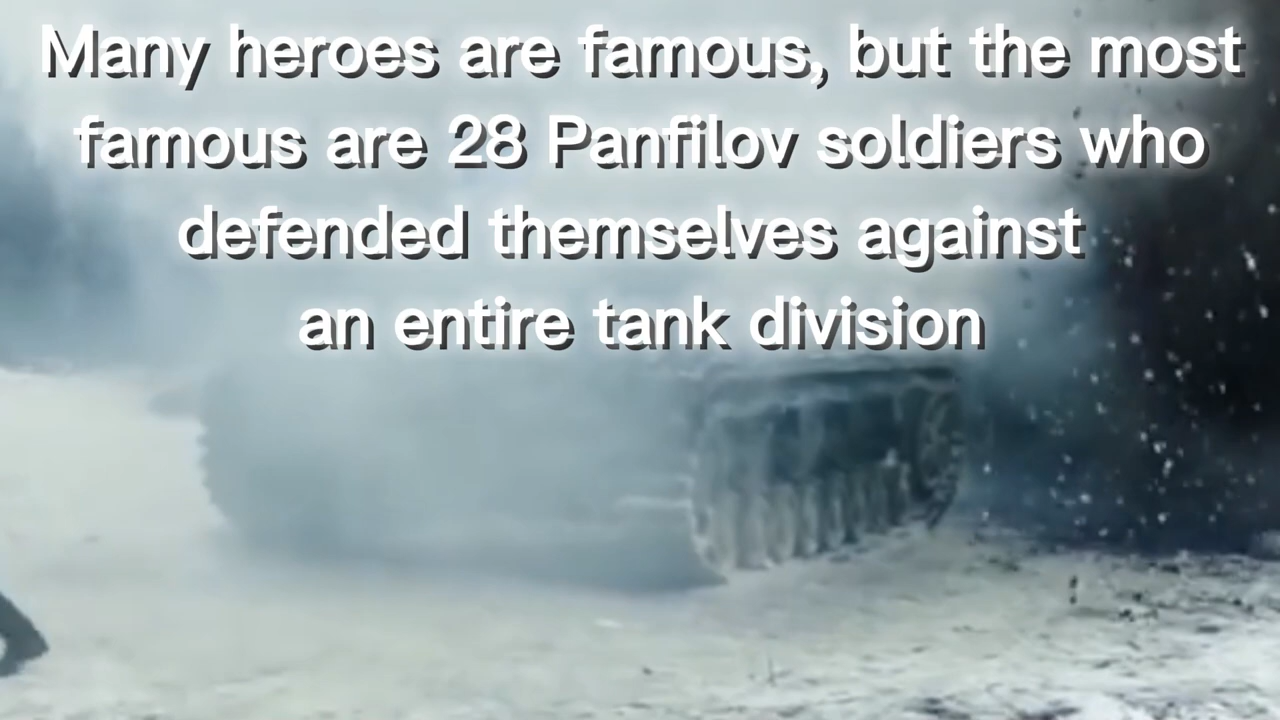 Many heroes are famous, but the most
famous are 28 Panfilov soldiers who
defended themselves against
an entire tank division